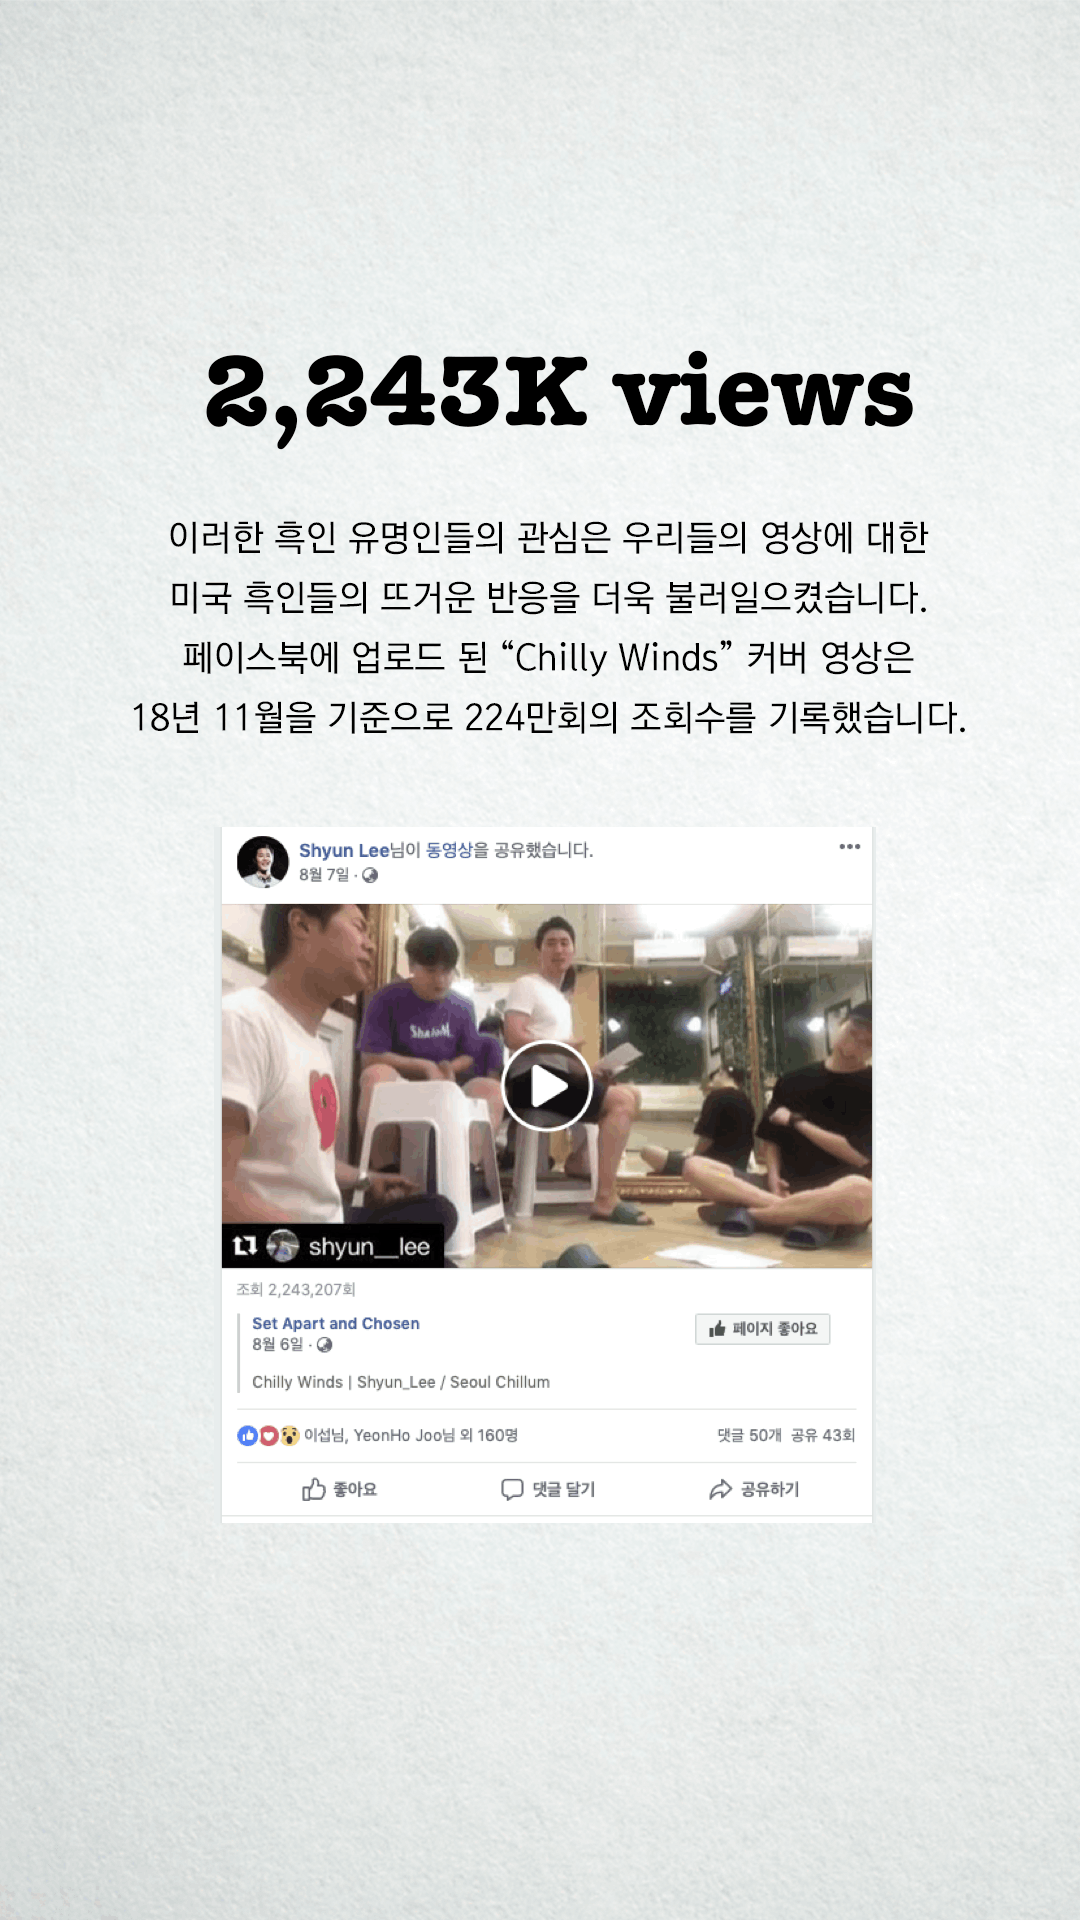 2,243K views
이러한 흑인 유명인들의 관심은 우리들의 영상에 대한
미국 흑인들의 뜨거운 반응을 더욱 불러일으켰습니다.
페이스북에 업로드 된 “Chilly Winds” 커버 영상은
18년 11월을 기준으로 224만회의 조회수를 기록했습니다.
Shyun Lee님이 동영상을 공유했습니다.
8월 7일 ·
Shalom
shyun__lee
조회 2,243,207회
Set Apart and Chosen
8월 6일 ·
페이지 좋아요
Chilly Winds | Shyun_Lee / Seoul Chillum
이섭님, YeonHo Joo님 외 160명
댓글 50개 공유 43회
좋아요
댓글 달기
공유하기